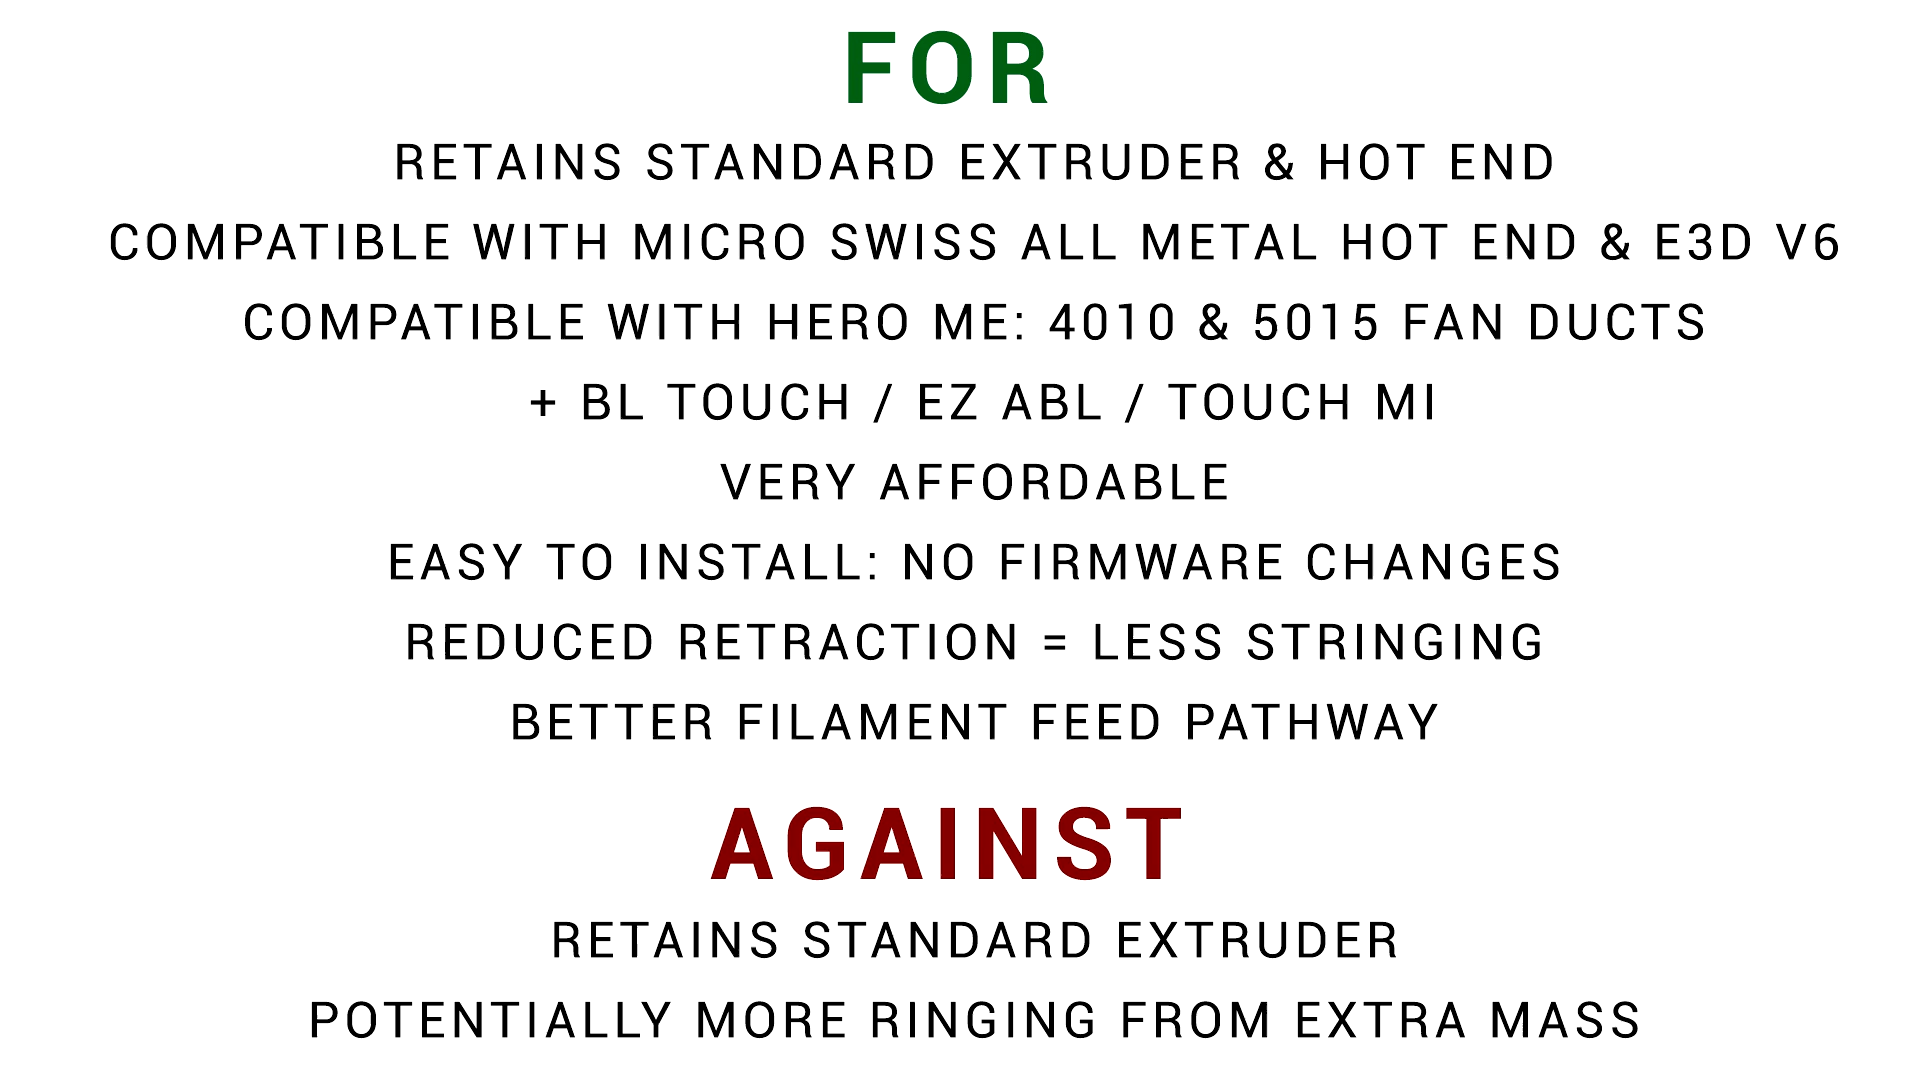 FOR
RETAINS STANDARD EXTRUDER & HOT END
COMPATIBLE WITH MICRO SWISS ALL METAL HOT END & E3D V6
COMPATIBLE WITH HERO ME: 4010 & 5015 FAN DUCTS
+ BL TOUCH / EZ ABL / TOUCH MI
VERY AFFORDABLE
EASY TO INSTALL: NO FIRMWARE CHANGES
REDUCED RETRACTION = LESS STRINGING
BETTER FILAMENT FEED PATHWAY
AGAINST
RETAINS STANDARD EXTRUDER
POTENTIALLY MORE RINGING FROM EXTRA MASS